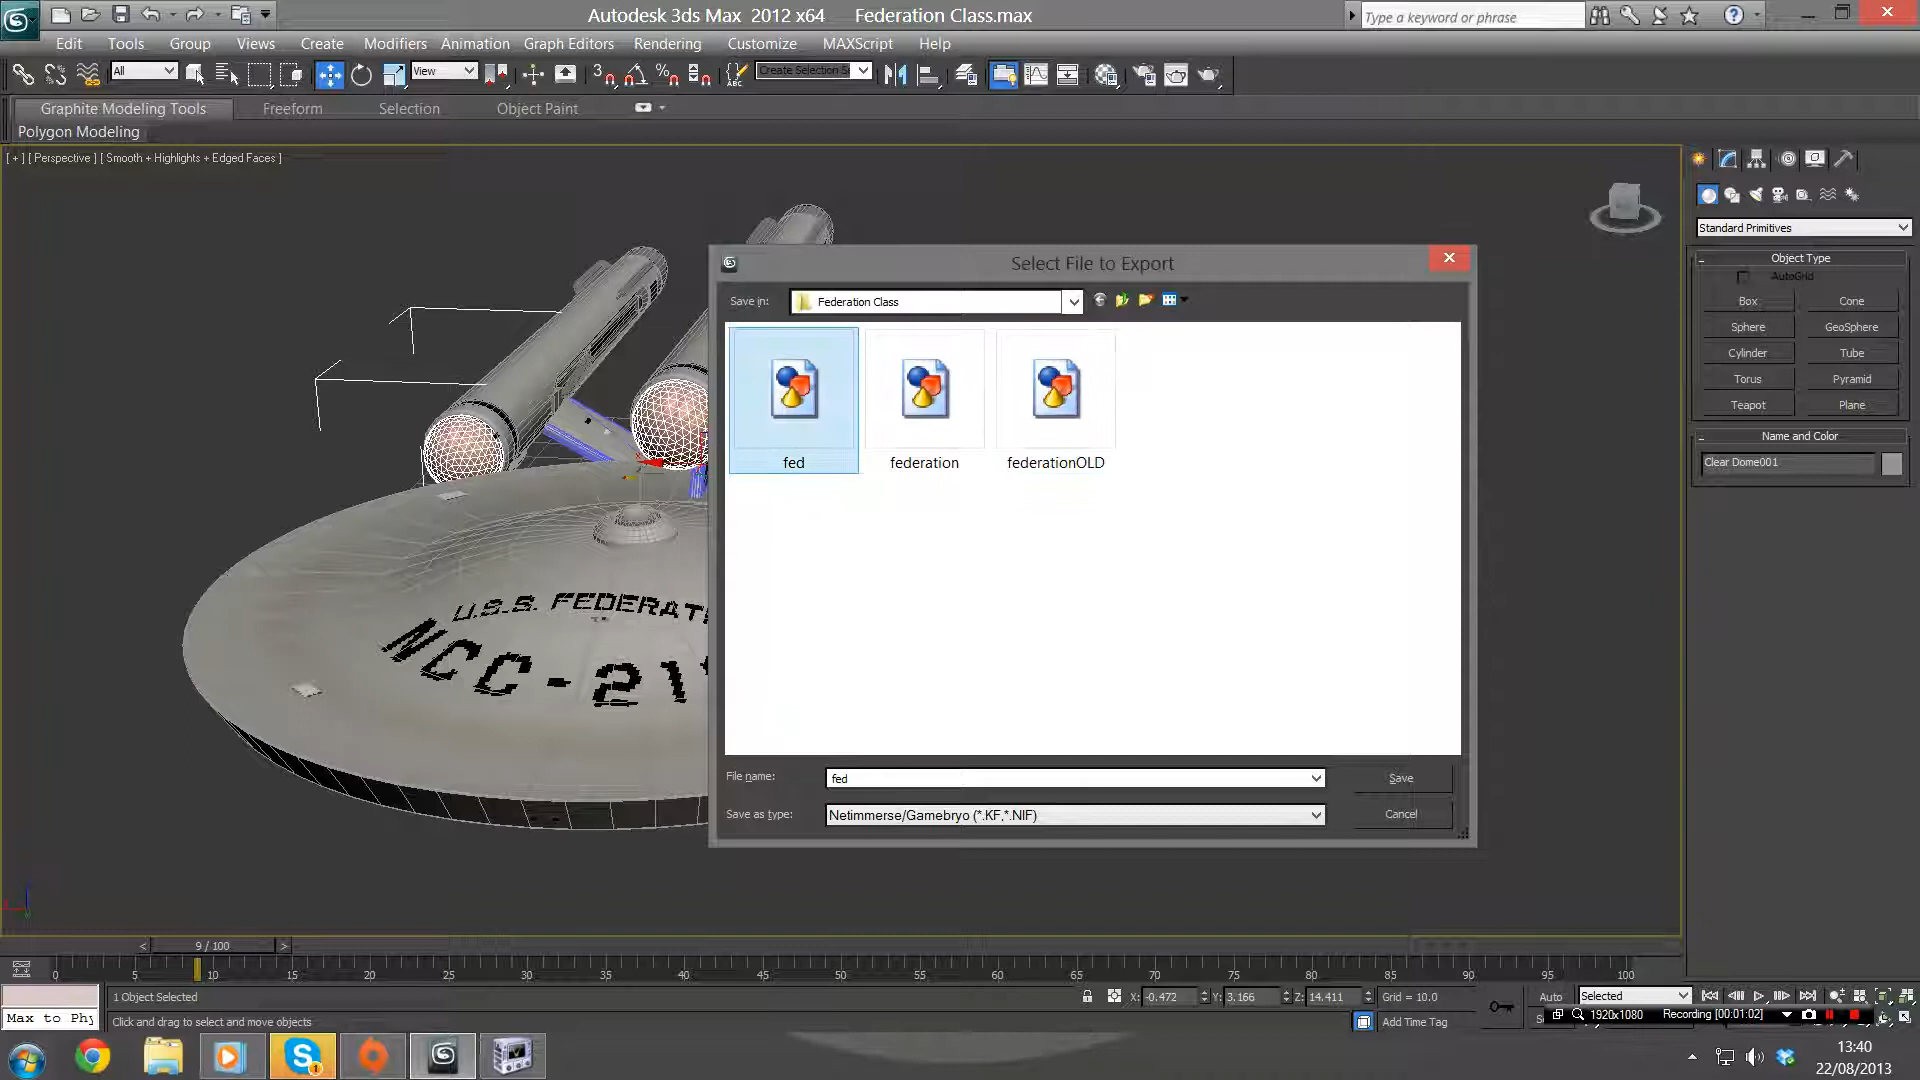 Autodesk 3ds Max 2012 x64 Federation Class.max
Type a keyword or phrase
Edit Tools Group Views Create Modifiers Animation Graph Editors Rendering Customize MAXScript Help
All
View
3
ABC
Graphite Modeling Tools Freeform Selection Object Paint
Polygon Modeling
[ + ] [ Perspective ] [ Smooth + Highlights + Edged Faces ]
Standard Primitives
Object Type
AutoGrid
Box Cone
Sphere GeoSphere
Cylinder Tube
Torus Pyramid
Teapot Plane
Name and Color
Clear Dome001
Select File to Export
Save in: Federation Class
fed federation federationOLD
File name: fed Save
Save as type: Netimmerse/Gamebryo (*.KF,*.NIF) Cancel
U.S.S. FEDERAT
NCC-21
< 9 / 100 >
0 5 10 15 20 25 30 35 40 45 50 55 60 65 70 75 80 85 90 95 100
1 Object Selected X: -0.472 Y: 3.166 Z: 14.411 Grid = 10.0 Auto Selected
Max to Phy Click and drag to select and move objects Add Time Tag
1920x1080 Recording [00:01:02]
13:40
22/08/2013